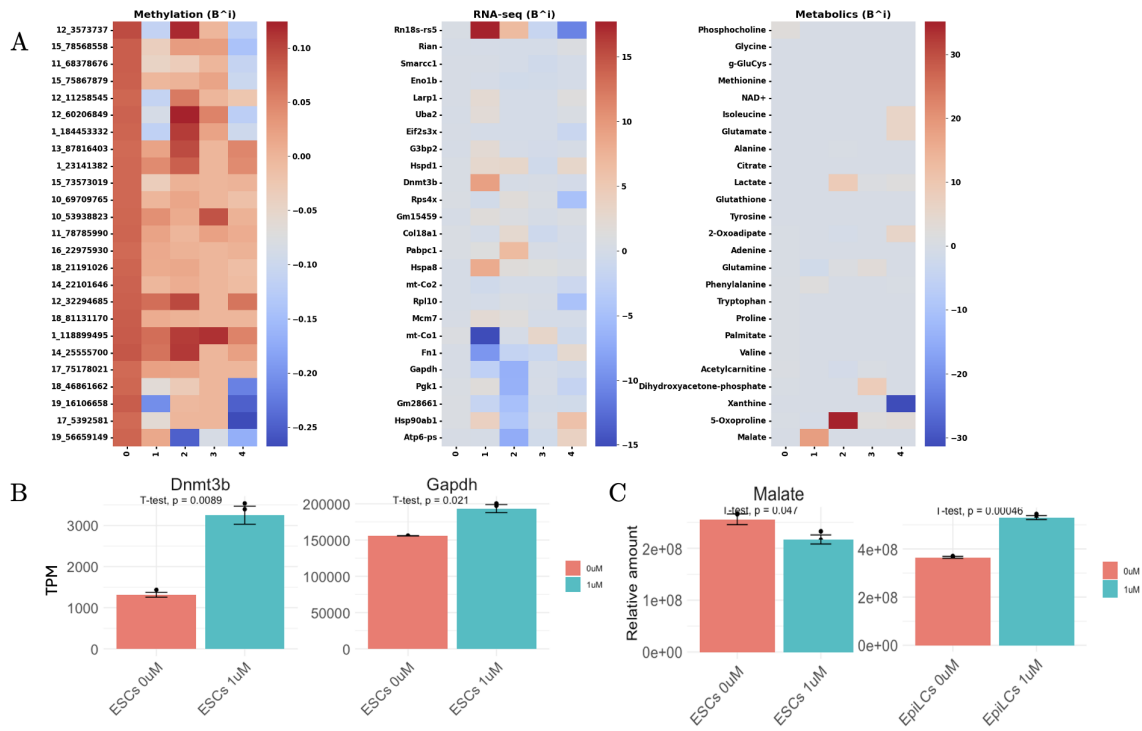 A
Methylation (B^i)
12_3573737
15_78568558
11_68378676
15_75867879
12_11258545
12_60206849
1_184453332
13_87816403
1_23141382
15_73573019
10_69709765
10_53938823
11_78785990
16_22975930
18_21191026
14_22101646
12_32294685
18_81131170
1_118899495
14_25555700
17_75178021
18_46861662
19_16106658
17_5392581
19_56659149
0 1 2 3 4
0.10
0.05
0.00
−0.05
−0.10
−0.15
−0.20
−0.25
RNA-seq (B^i)
Rn18s-rs5
Rian
Smarcc1
Eno1b
Larp1
Uba2
Eif2s3x
G3bp2
Hspd1
Dnmt3b
Rps4x
Gm15459
Col18a1
Pabpc1
Hspa8
mt-Co2
Rpl10
Mcm7
mt-Co1
Fn1
Gapdh
Pgk1
Gm28661
Hsp90ab1
Atp6-ps
0 1 2 3 4
15
10
5
0
−5
−10
−15
Metabolics (B^i)
Phosphocholine
Glycine
g-GluCys
Methionine
NAD+
Isoleucine
Glutamate
Alanine
Citrate
Lactate
Glutathione
Tyrosine
2-Oxoadipate
Adenine
Glutamine
Phenylalanine
Tryptophan
Proline
Palmitate
Valine
Acetylcarnitine
Dihydroxyacetone-phosphate
Xanthine
5-Oxoproline
Malate
0 1 2 3 4
30
20
10
0
−10
−20
−30
B
Dnmt3b
T-test, p = 0.0089
TPM
3000
2000
1000
0
ESCs 0uM
ESCs 1uM
Gapdh
T-test, p = 0.021
200000
150000
100000
50000
0
ESCs 0uM
ESCs 1uM
0uM
1uM
C
Malate
T-test, p = 0.047
Relative amount
2e+08
1e+08
0e+00
ESCs 0uM
ESCs 1uM
T-test, p = 0.00046
4e+08
2e+08
0e+00
EpiLCs 0uM
EpiLCs 1uM
0uM
1uM